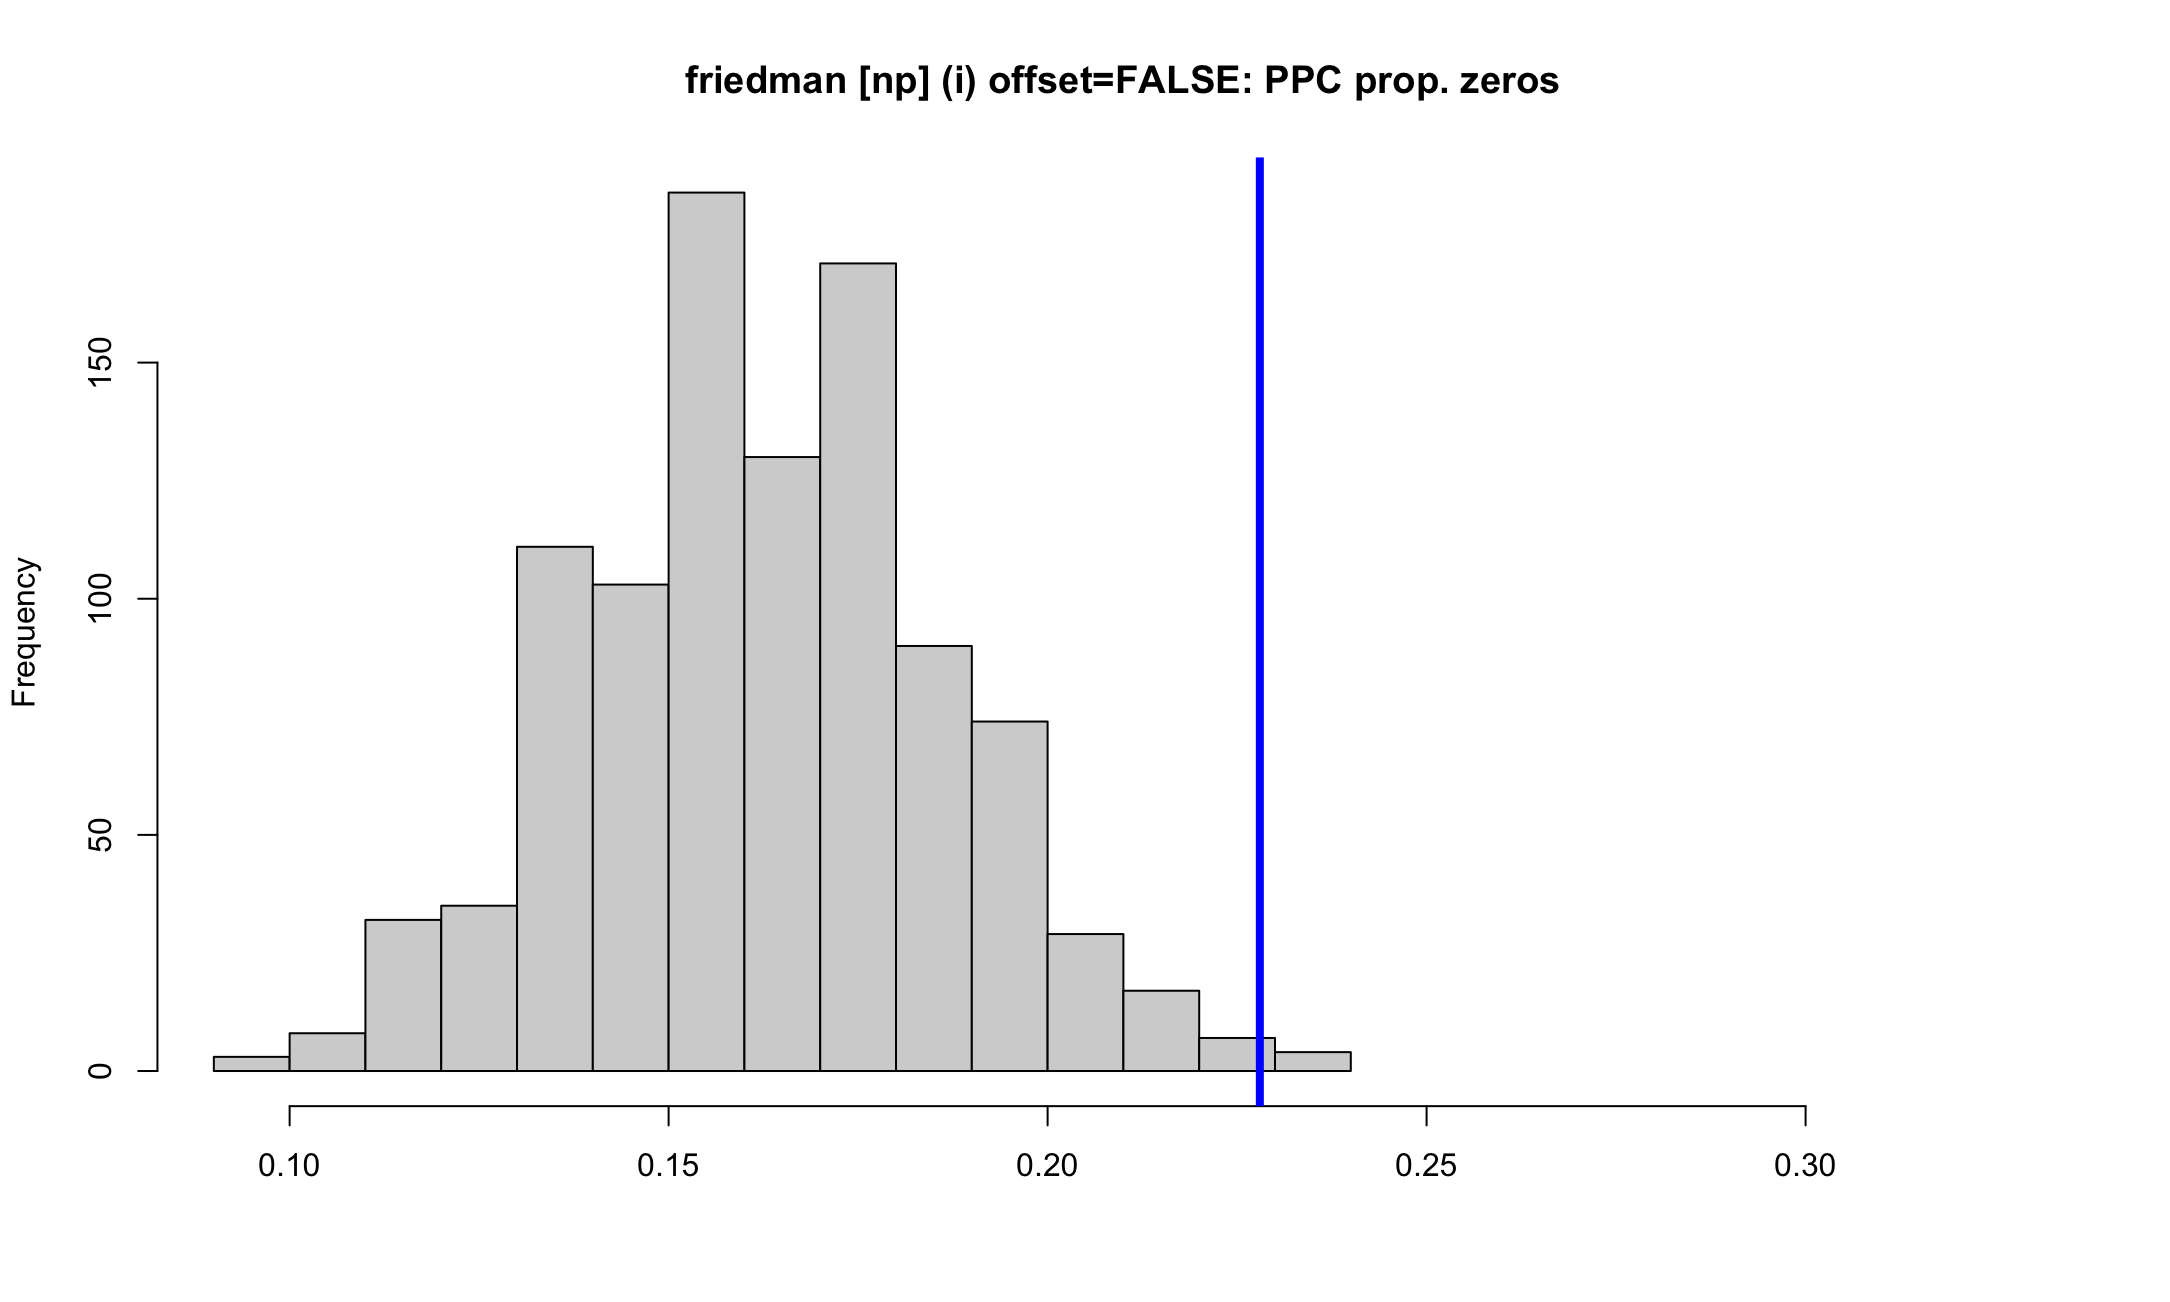 friedman [np] (i) offset=FALSE: PPC prop. zeros
Frequency
150
100
50
0
0.10 0.15 0.20 0.25 0.30